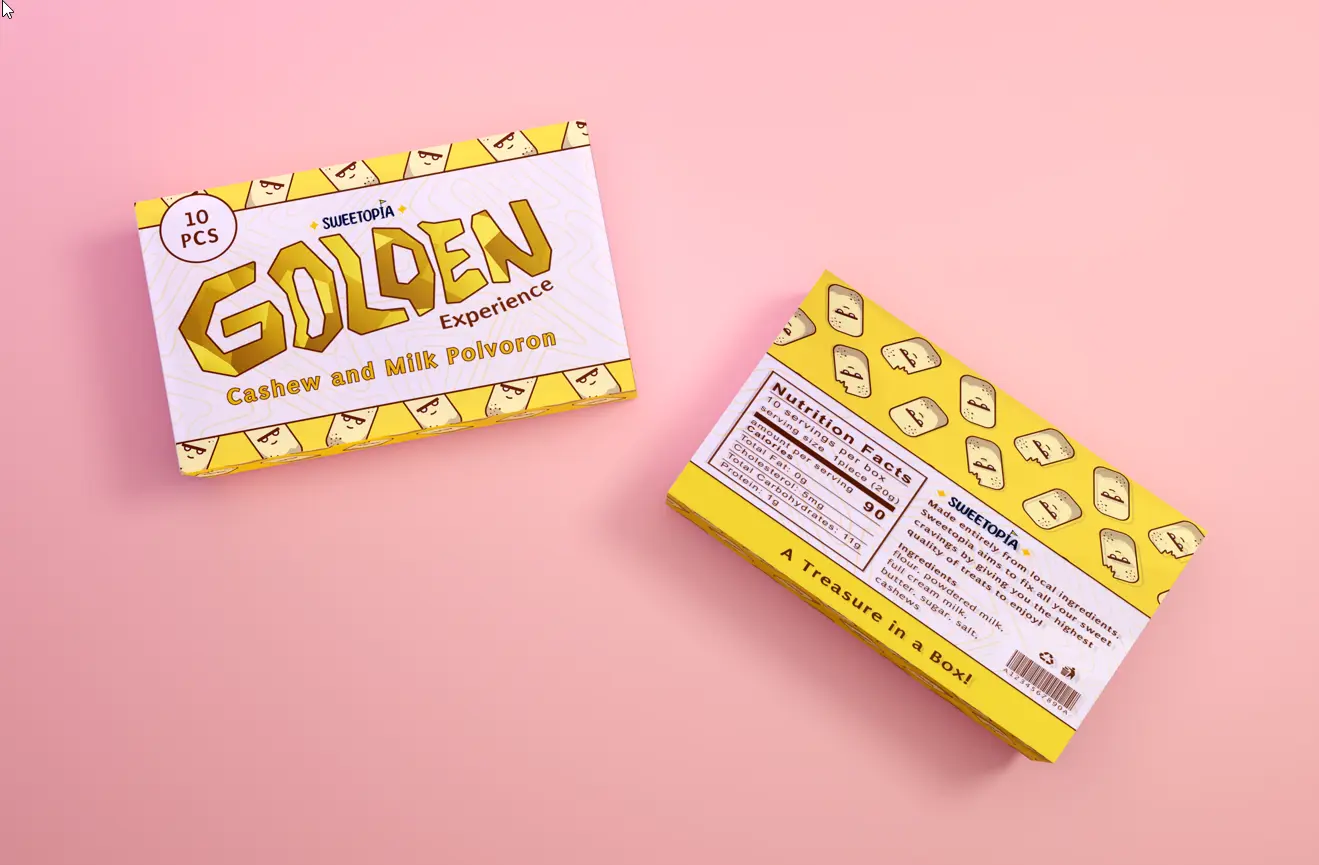 10
PCS
SWEETOPIA
GOLDEN
Experience
Cashew and Milk Polvoron
Nutrition Facts
10 servings per box
serving size 1piece (20g)
amount per serving
Calories 90
Total Fat: 0g
Cholesterol: 5mg
Total Carbohydrates: 11g
Protein: 1g
SWEETOPIA
Made entirely from local ingredients.
Sweetopia aims to fix all your sweet
cravings by giving you the highest
quality of treats to enjoy!
Ingredients
flour, powdered milk,
full cream milk,
butter, sugar, salt,
cashews
A1234567890A
A Treasure in a Box!